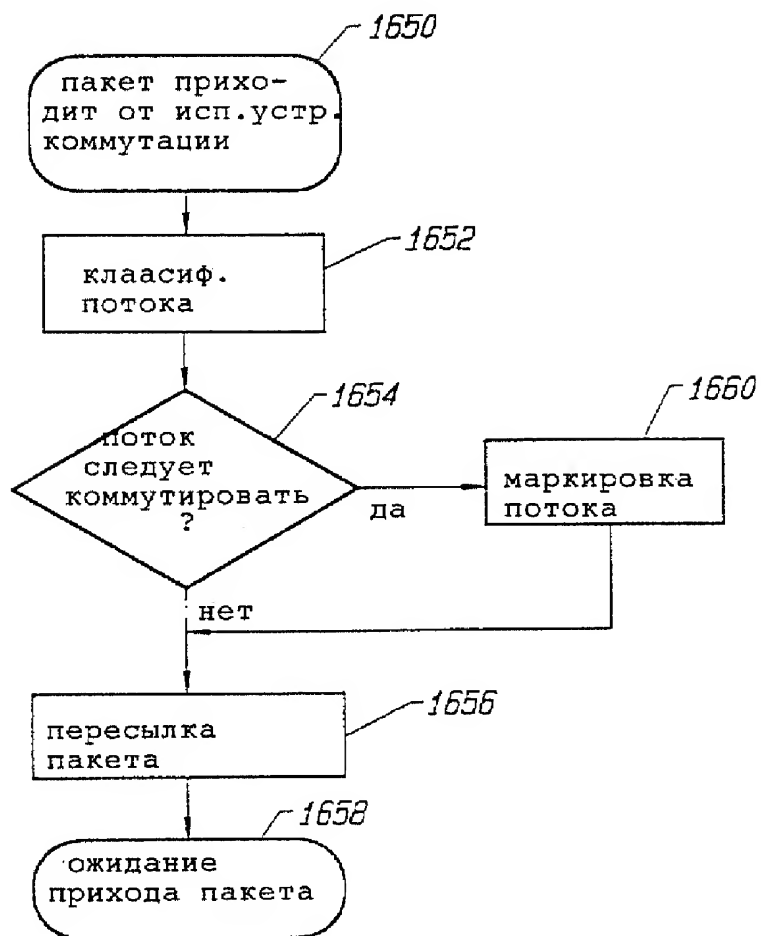 1650
пакет прихо-
дит от исп.устр.
коммутации
1652
клаасиф.
потока
1654
поток
следует
коммутировать
?
да
1660
маркировка
потока
нет
1656
пересылка
пакета
1658
ожидание
прихода пакета